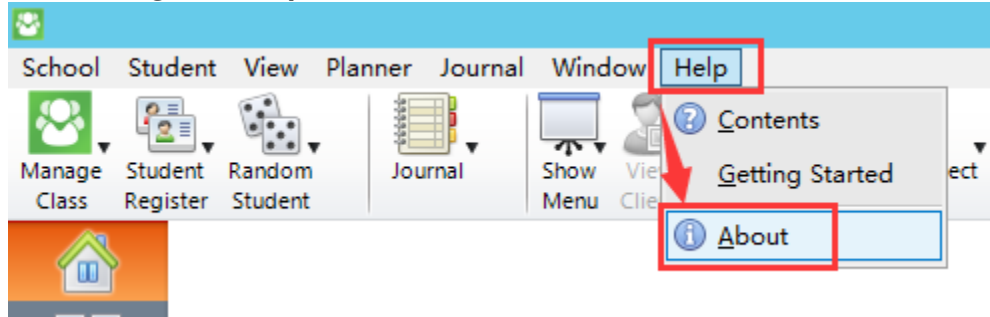 School Student View Planner Journal Window Help
Contents
Getting Started
About
Manage Class
Student Register
Random Student
Journal
Show Menu